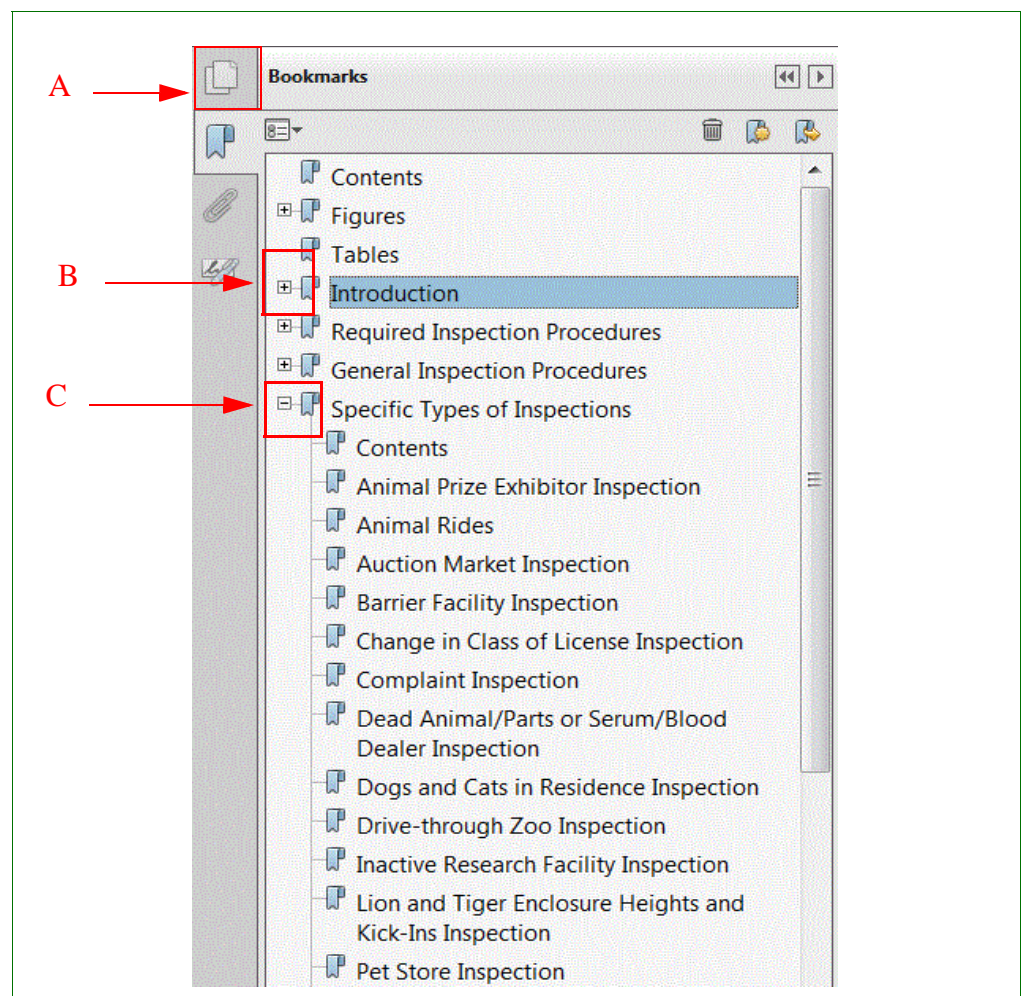 A
Bookmarks
Contents
Figures
Tables
B
Introduction
Required Inspection Procedures
General Inspection Procedures
C
Specific Types of Inspections
Contents
Animal Prize Exhibitor Inspection
Animal Rides
Auction Market Inspection
Barrier Facility Inspection
Change in Class of License Inspection
Complaint Inspection
Dead Animal/Parts or Serum/Blood
Dealer Inspection
Dogs and Cats in Residence Inspection
Drive-through Zoo Inspection
Inactive Research Facility Inspection
Lion and Tiger Enclosure Heights and
Kick-Ins Inspection
Pet Store Inspection